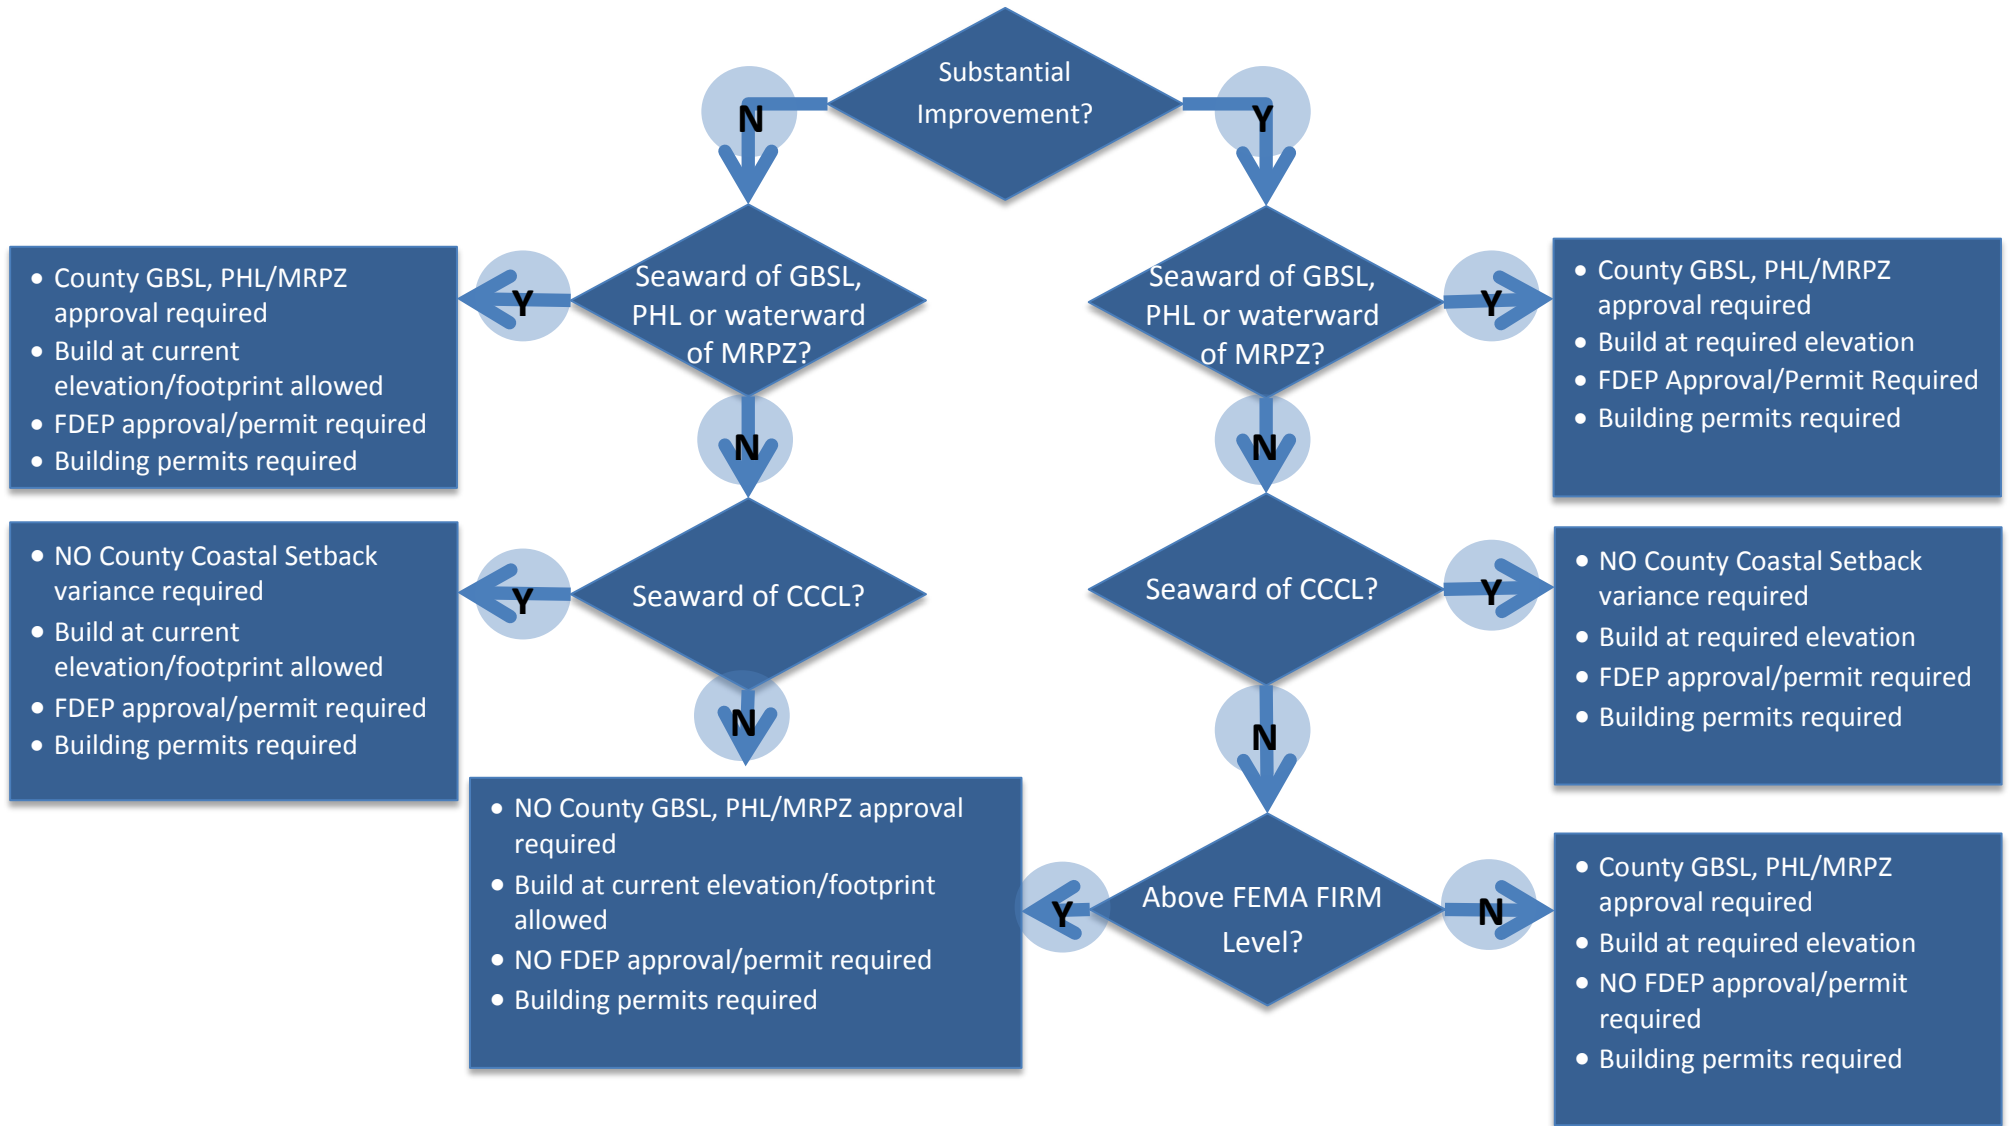 Substantial
Improvement?
N
Y
Seaward of GBSL,
PHL or waterward
of MRPZ?
Seaward of GBSL,
PHL or waterward
of MRPZ?
Y
Y
• County GBSL, PHL/MRPZ
approval required
• Build at current
elevation/footprint allowed
• FDEP approval/permit required
• Building permits required
• County GBSL, PHL/MRPZ
approval required
• Build at required elevation
• FDEP Approval/Permit Required
• Building permits required
N
N
Seaward of CCCL?
Seaward of CCCL?
Y
Y
• NO County Coastal Setback
variance required
• Build at current
elevation/footprint allowed
• FDEP approval/permit required
• Building permits required
• NO County Coastal Setback
variance required
• Build at required elevation
• FDEP approval/permit required
• Building permits required
N
N
• NO County GBSL, PHL/MRPZ approval
required
• Build at current elevation/footprint
allowed
• NO FDEP approval/permit required
• Building permits required
Y
Above FEMA FIRM
Level?
N
• County GBSL, PHL/MRPZ
approval required
• Build at required elevation
• NO FDEP approval/permit
required
• Building permits required